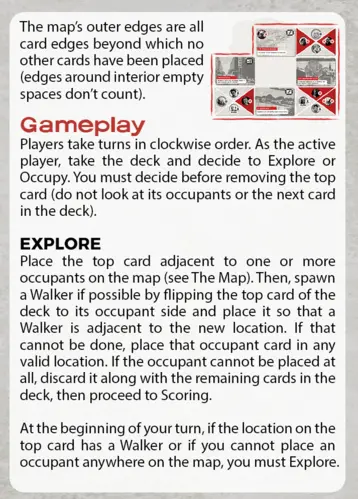 The map's outer edges are all
card edges beyond which no
other cards have been placed
(edges around interior empty
spaces don't count).
Gameplay
Players take turns in clockwise order. As the active
player, take the deck and decide to Explore or
Occupy. You must decide before removing the top
card (do not look at its occupants or the next card
in the deck).
EXPLORE
Place the top card adjacent to one or more
occupants on the map (see The Map). Then, spawn
a Walker if possible by flipping the top card of the
deck to its occupant side and place it so that a
Walker is adjacent to the new location. If that
cannot be done, place that occupant card in any
valid location. If the occupant cannot be placed at
all, discard it along with the remaining cards in the
deck, then proceed to Scoring.
At the beginning of your turn, if the location on the
top card has a Walker or if you cannot place an
occupant anywhere on the map, you must Explore.